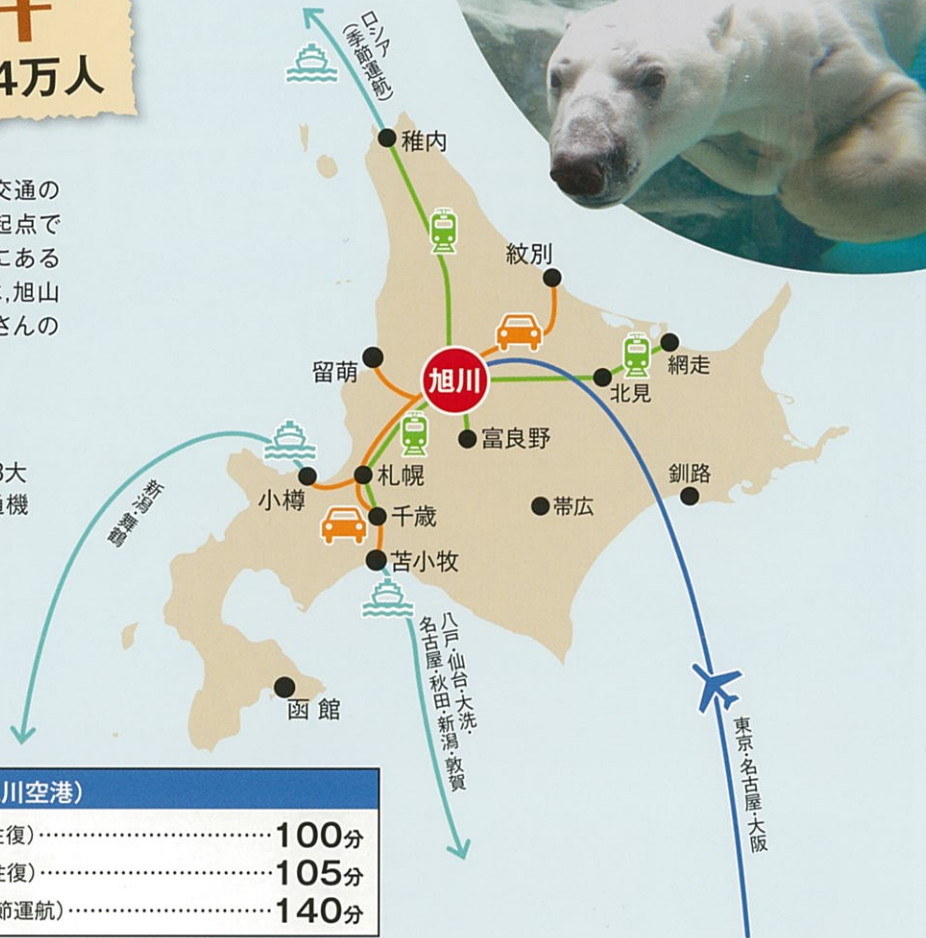 4万人
交通の
起点で
にある
,旭山
さんの
3大
機
ロシア
(季節運航)
稚内
紋別
網走
北見
留萌
旭川
富良野
釧路
帯広
小樽
札幌
千歳
苫小牧
函館
新潟・舞鶴
八戸・仙台・大洗・
名古屋・秋田・新潟・敦賀
東京・名古屋・大阪
川空港)
復)…100分
復)…105分
節運航)…140分